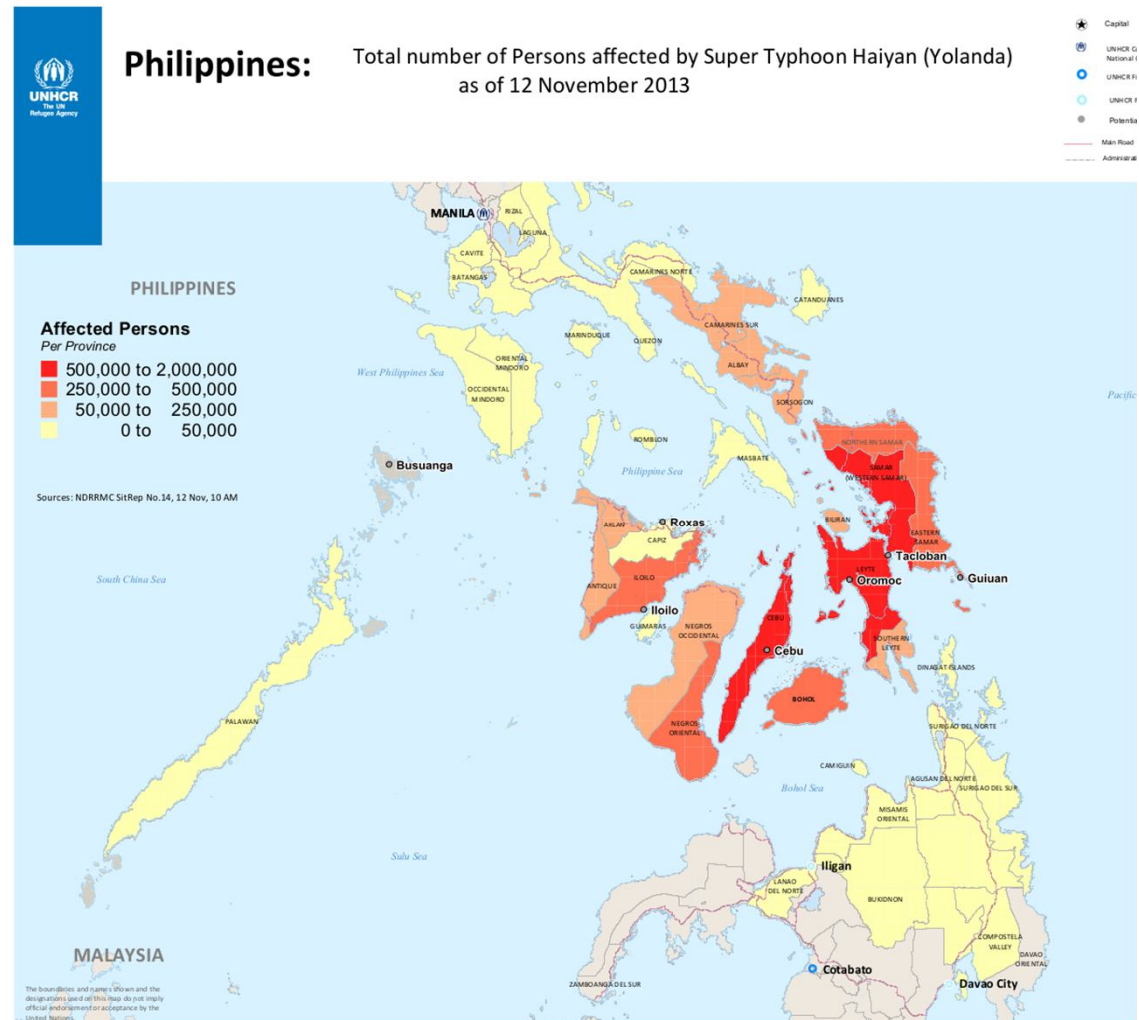 UNHCR
The UN
Refugee Agency
Philippines:
Total number of Persons affected by Super Typhoon Haiyan (Yolanda)
as of 12 November 2013
Capital
UNHCR
National
UNHCR
UNHCR
Main Road
PHILIPPINES
Affected Persons
Per Province
500,000 to 2,000,000
250,000 to 500,000
50,000 to 250,000
0 to 50,000
Sources: NDRRMC SitRep No.14, 12 Nov, 10 AM
MANILA
RIZAL
LAGUNA
CAVITE
BATANGAS
CAMARINES NORTE
CATANDUANES
CAMARINES SUR
MARINDUQUE
QUEZON
ALBAY
ORIENTAL
MINDORO
West Philippines Sea
OCCIDENTAL
MINDORO
Pacific
SORSOGON
ROMBLON
NORTHERN SAMAR
MASBATE
Busuanga
Philippine Sea
SAMAR
(WESTERN SAMAR)
AKLAN
Roxas
BILIRAN
CAPIZ
EASTERN
SAMAR
Tacloban
South China Sea
ANTIQUE
ILOILO
LEYTE
Oromoc
Guiuan
Iloilo
GUIMARAS
NEGROS
OCCIDENTAL
CEBU
Cebu
SOUTHERN
LEYTE
DINAGAT ISLANDS
BOHOL
PALAWAN
NEGROS
ORIENTAL
SURIGAO DEL NORTE
CAMIGUIN
AGUSAN DEL NORTE
Bohol Sea
SURIGAO DEL SUR
MISAMIS
ORIENTAL
Sulu Sea
Iligan
LANAO
DEL NORTE
BUKIDNON
COMPOSTELA
VALLEY
DAVAO
ORIENTAL
MALAYSIA
Cotabato
ZAMBOANGA DEL SUR
Davao City
The boundaries and names shown and the
designations used on this map do not imply
official endorsement or acceptance by the
United Nations.